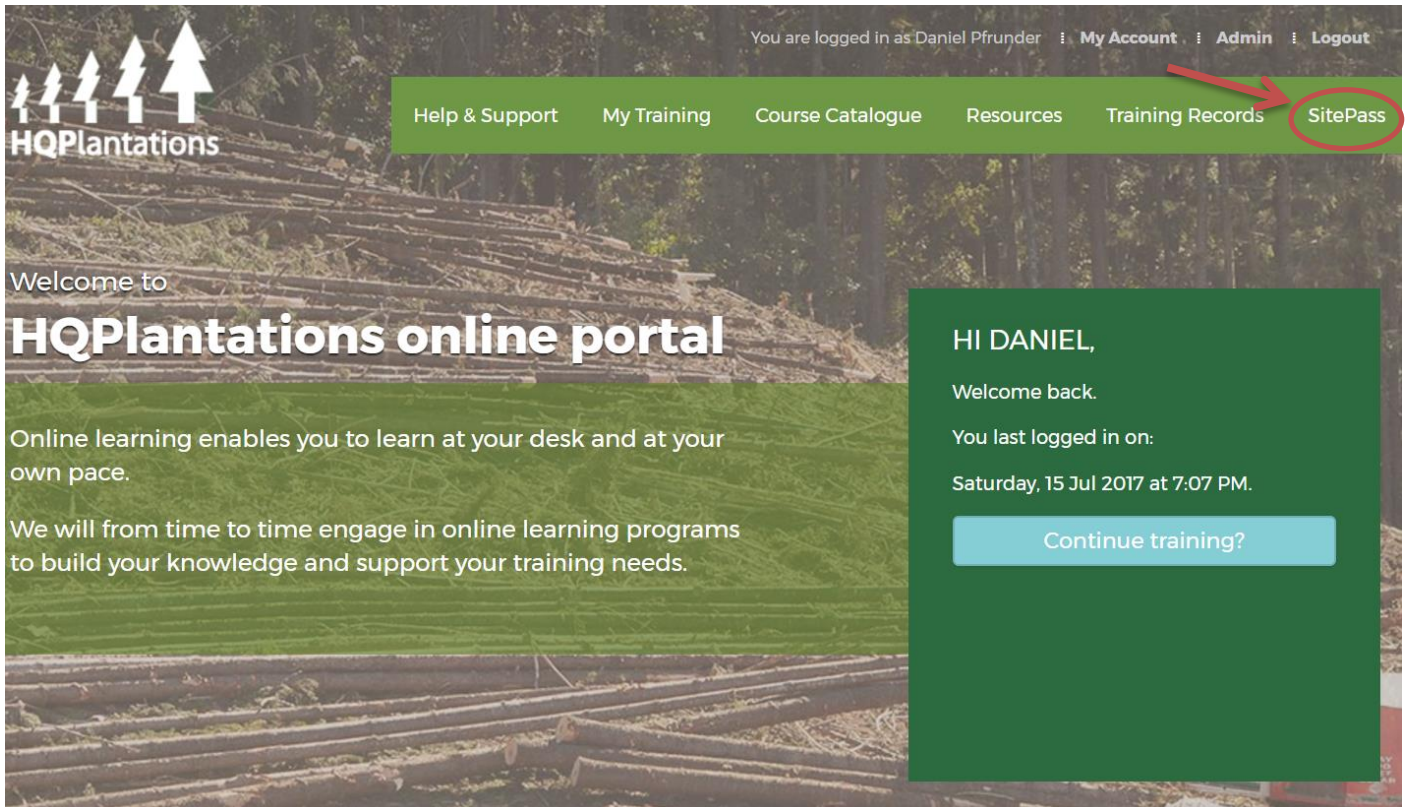 You are logged in as Daniel Pfrunder ⁝ My Account ⁝ Admin ⁝ Logout
HQPlantations
Help & Support My Training Course Catalogue Resources Training Records SitePass
Welcome to
HQPlantations online portal
Online learning enables you to learn at your desk and at your
own pace.
We will from time to time engage in online learning programs
to build your knowledge and support your training needs.
HI DANIEL,
Welcome back.
You last logged in on:
Saturday, 15 Jul 2017 at 7:07 PM.
Continue training?